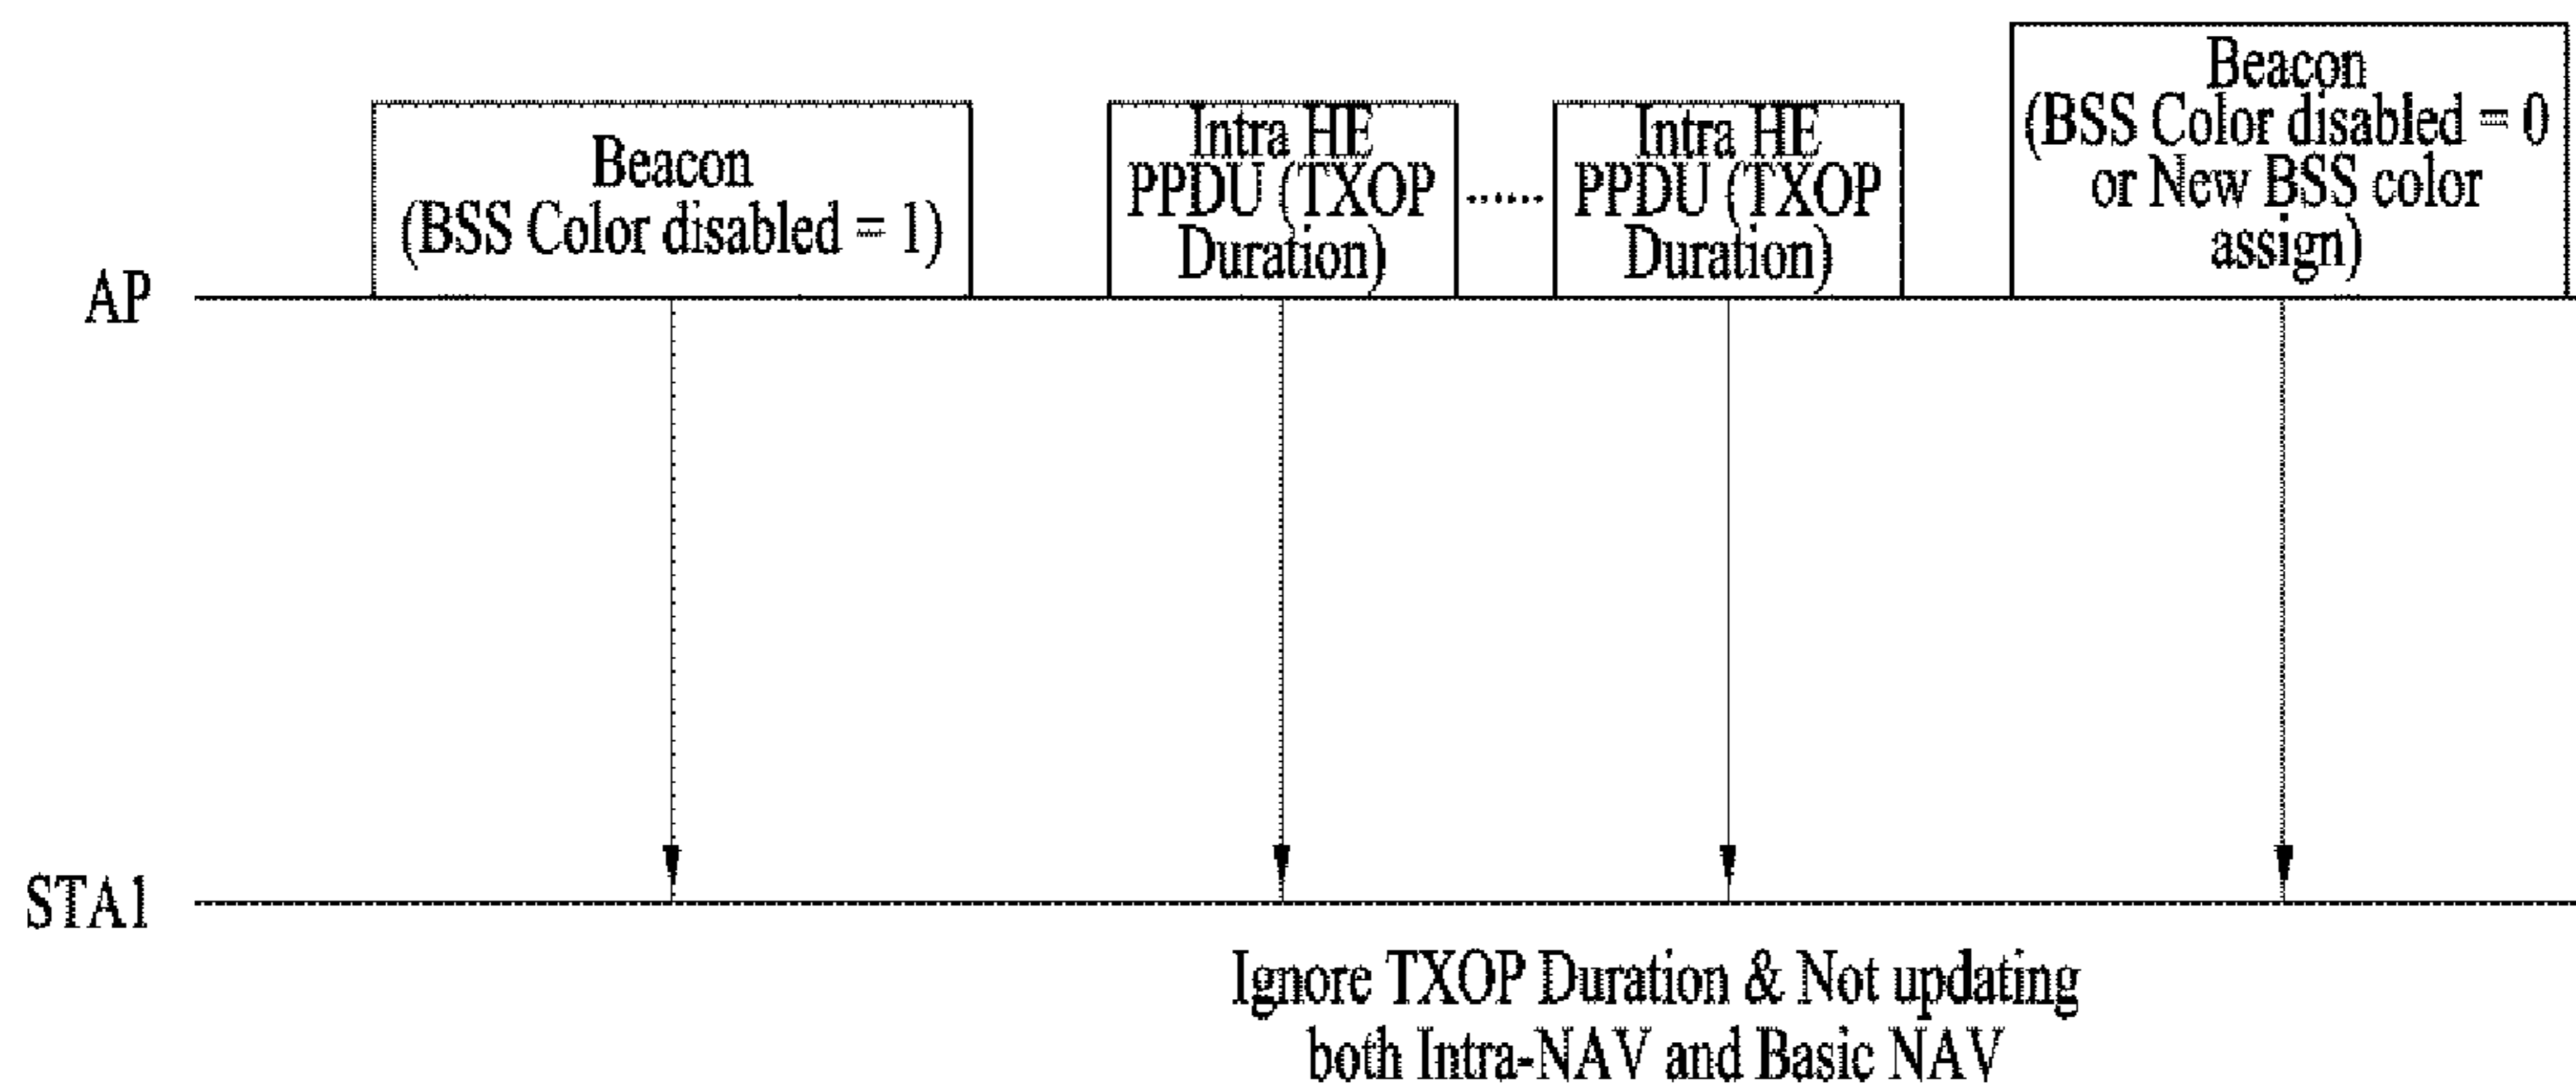 Beacon
(BSS Color disabled = 1)
Intra HE
PPDU (TXOP
Duration)
......
Intra HE
PPDU (TXOP
Duration)
Beacon
(BSS Color disabled = 0
or New BSS color
assign)
AP
STA1
Ignore TXOP Duration & Not updating
both Intra-NAV and Basic NAV